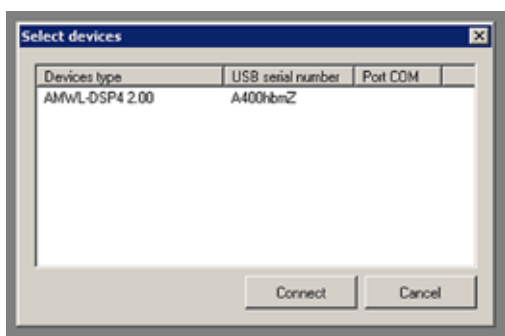 Select devices
Devices type USB serial number Port COM
AMWL-DSP4 2.00 A400hbmZ
Connect Cancel